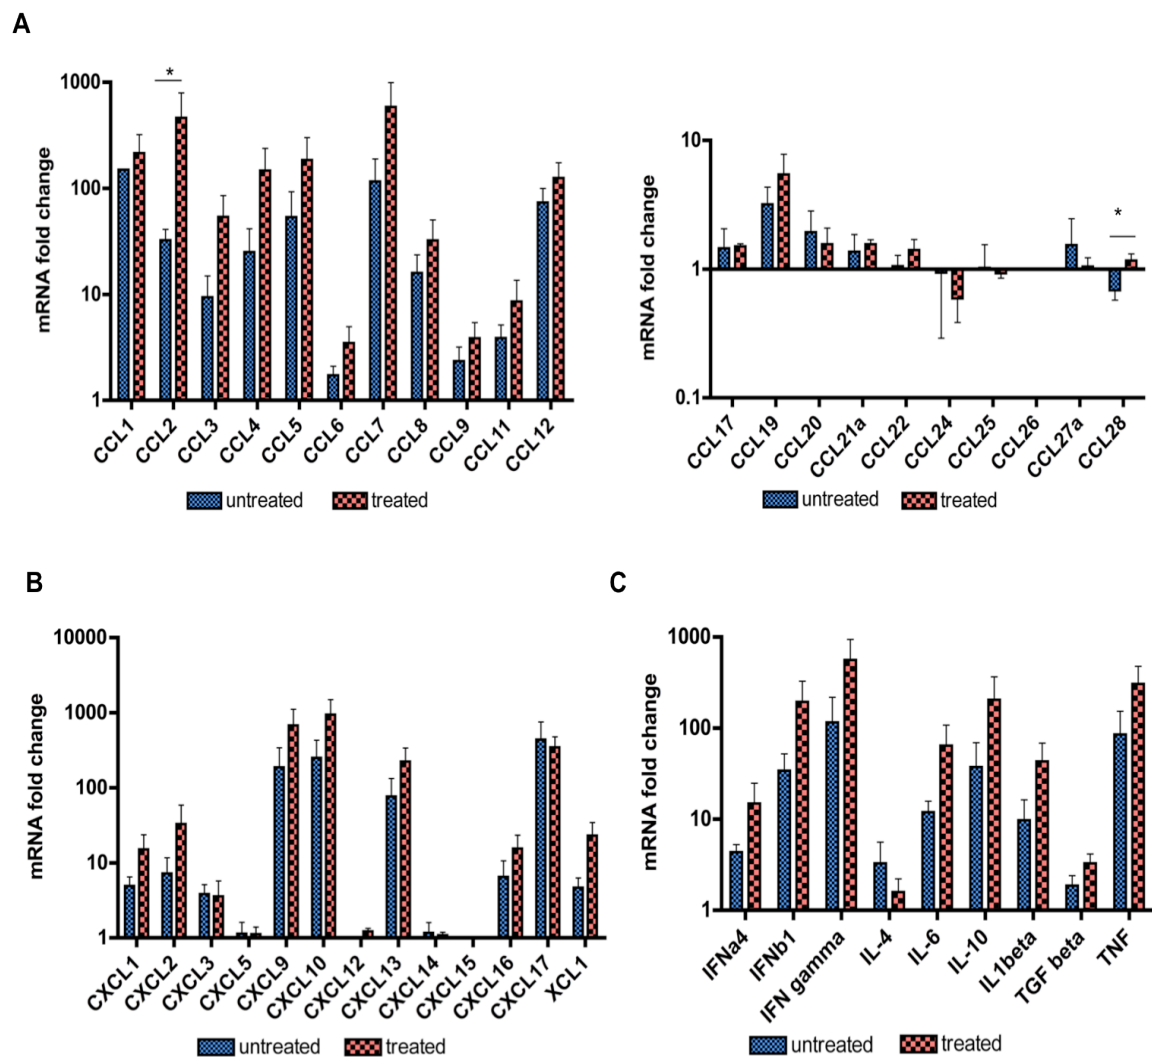 A
mRNA fold change
1000
100
10
1
*
CCL1 CCL2 CCL3 CCL4 CCL5 CCL6 CCL7 CCL8 CCL9 CCL11 CCL12
untreated treated
mRNA fold change
10
1
0.1
*
CCL17 CCL19 CCL20 CCL21a CCL22 CCL24 CCL25 CCL26 CCL27a CCL28
untreated treated
B
mRNA fold change
10000
1000
100
10
1
CXCL1 CXCL2 CXCL3 CXCL5 CXCL9 CXCL10 CXCL12 CXCL13 CXCL14 CXCL15 CXCL16 CXCL17 XCL1
untreated treated
C
mRNA fold change
1000
100
10
1
IFNa4 IFNb1 IFN gamma IL-4 IL-6 IL-10 IL1beta TGF beta TNF
untreated treated